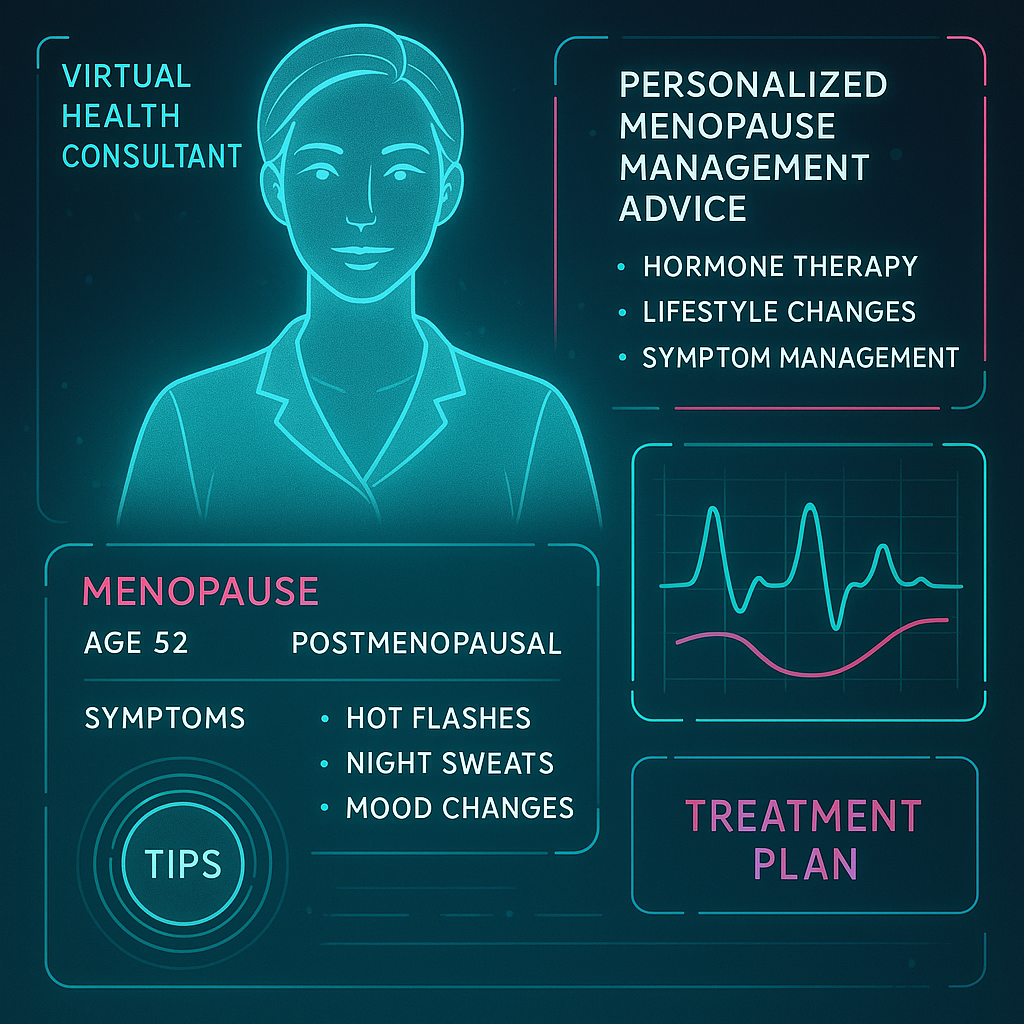 VIRTUAL
HEALTH
CONSULTANT
PERSONALIZED
MENOPAUSE
MANAGEMENT
ADVICE
• HORMONE THERAPY
• LIFESTYLE CHANGES
• SYMPTOM MANAGEMENT
MENOPAUSE
AGE 52 POSTMENOPAUSAL
SYMPTOMS
• HOT FLASHES
• NIGHT SWEATS
• MOOD CHANGES
TIPS
TREATMENT
PLAN